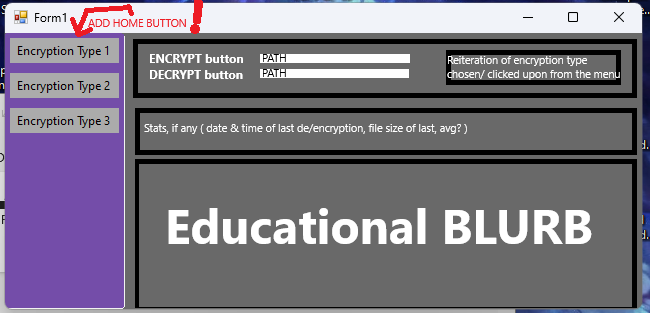 Form1
ADD HOME BUTTON
Encryption Type 1
Encryption Type 2
Encryption Type 3
ENCRYPT button PATH
DECRYPT button PATH
Reiteration of encryption type
chosen/ clicked upon from the menu
Stats, if any ( date & time of last de/encryption, file size of last, avg? )
Educational BLURB